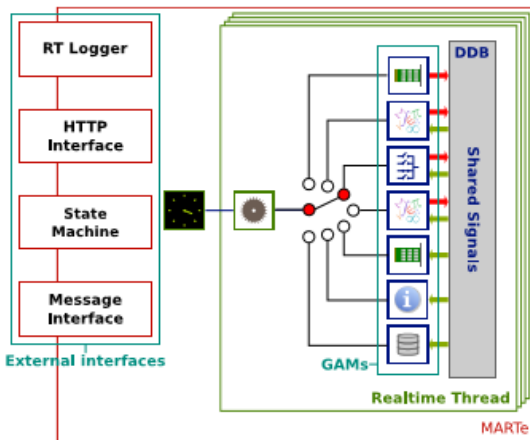 RT Logger
HTTP
Interface
State
Machine
Message
Interface
External interfaces
DDB
Shared Signals
GAMs
Realtime Thread
MARTe